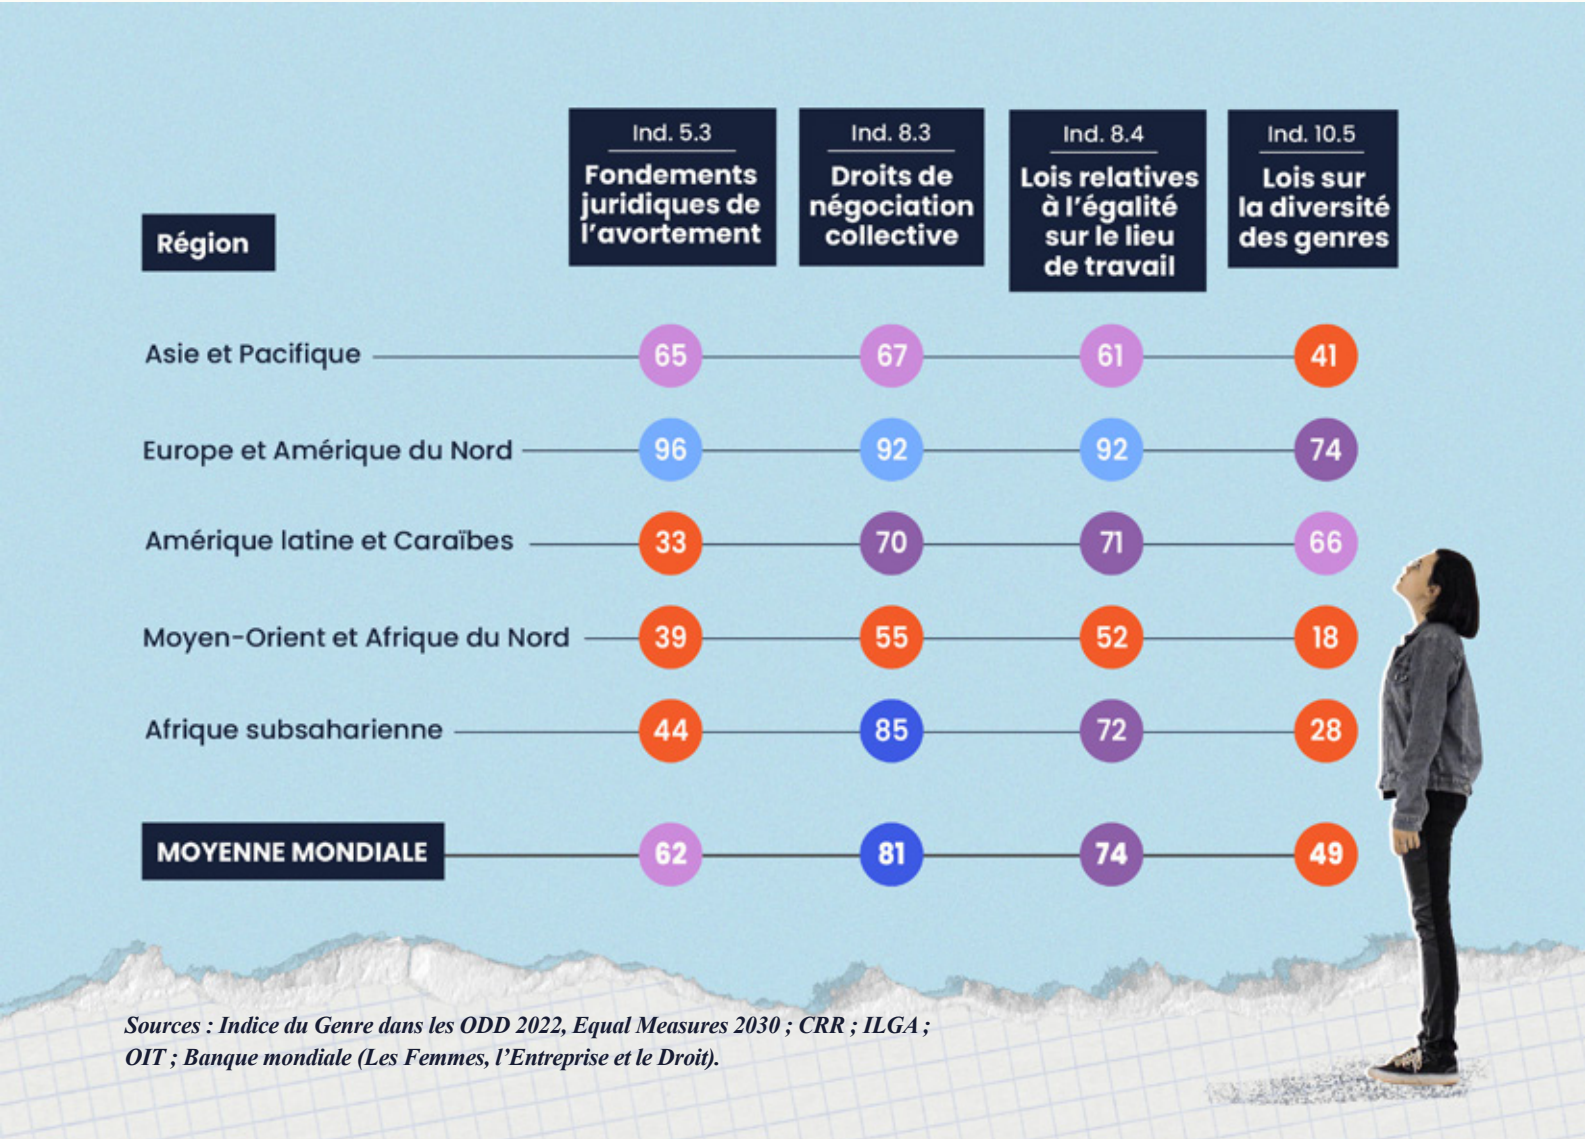 Ind. 5.3
Fondements
juridiques de
l'avortement
Ind. 8.3
Droits de
négociation
collective
Ind. 8.4
Lois relatives
à l'égalité
sur le lieu
de travail
Ind. 10.5
Lois sur
la diversité
des genres
Région
Asie et Pacifique 65 67 61 41
Europe et Amérique du Nord 96 92 92 74
Amérique latine et Caraïbes 33 70 71 66
Moyen-Orient et Afrique du Nord 39 55 52 18
Afrique subsaharienne 44 85 72 28
MOYENNE MONDIALE 62 81 74 49
Sources : Indice du Genre dans les ODD 2022, Equal Measures 2030 ; CRR ; ILGA ;
OIT ; Banque mondiale (Les Femmes, l'Entreprise et le Droit).